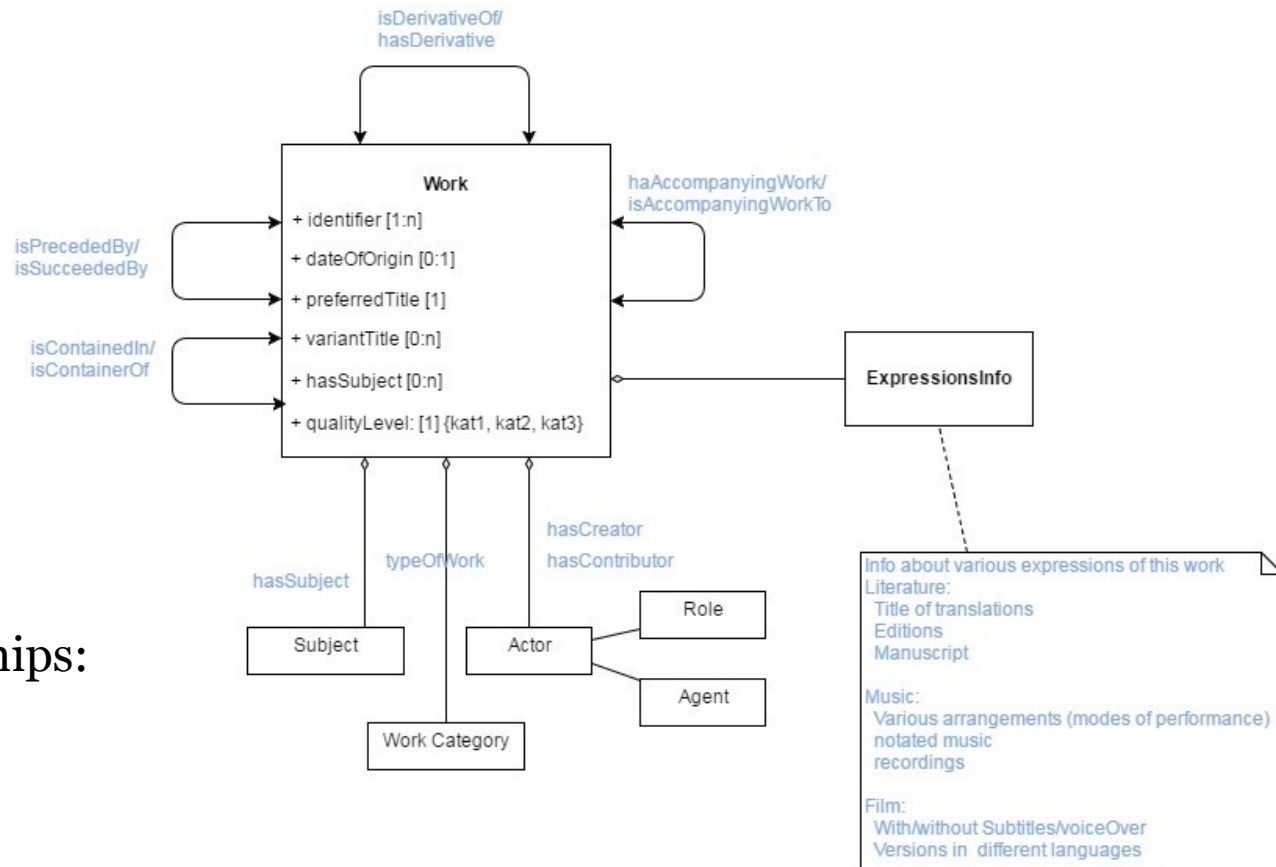 isDerivativeOf/
hasDerivative
Work
+ identifier [1:n]
+ dateOfOrigin [0:1]
+ preferredTitle [1]
+ variantTitle [0:n]
+ hasSubject [0:n]
+ qualityLevel: [1] {kat1, kat2, kat3}
haAccompanyingWork/
isAccompanyingWorkTo
isPrecededBy/
isSucceededBy
isContainedIn/
isContainerOf
ExpressionsInfo
hasSubject
typeOfWork
hasCreator
hasContributor
Subject
Actor
Role
Agent
Work Category
hips:
Info about various expressions of this work
Literature:
Title of translations
Editions
Manuscript
Music:
Various arrangements (modes of performance)
notated music
recordings
Film:
With/without Subtitles/voiceOver
Versions in different languages